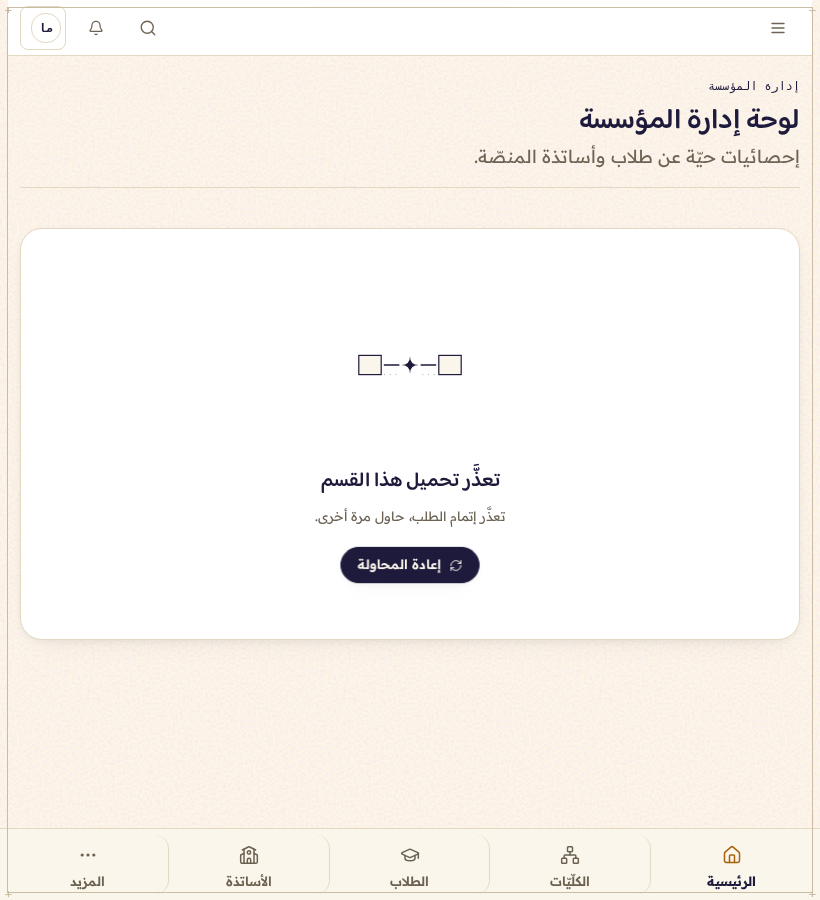 ما
إدارة المؤسسة
لوحة إدارة المؤسسة
إحصائيات حيّة عن طلاب وأساتذة المنصّة.
تعذَّر تحميل هذا القسم
تعذَّر إتمام الطلب، حاول مرة أخرى.
إعادة المحاولة
الرئيسية
الكلّيّات
الطلاب
الأساتذة
المزيد